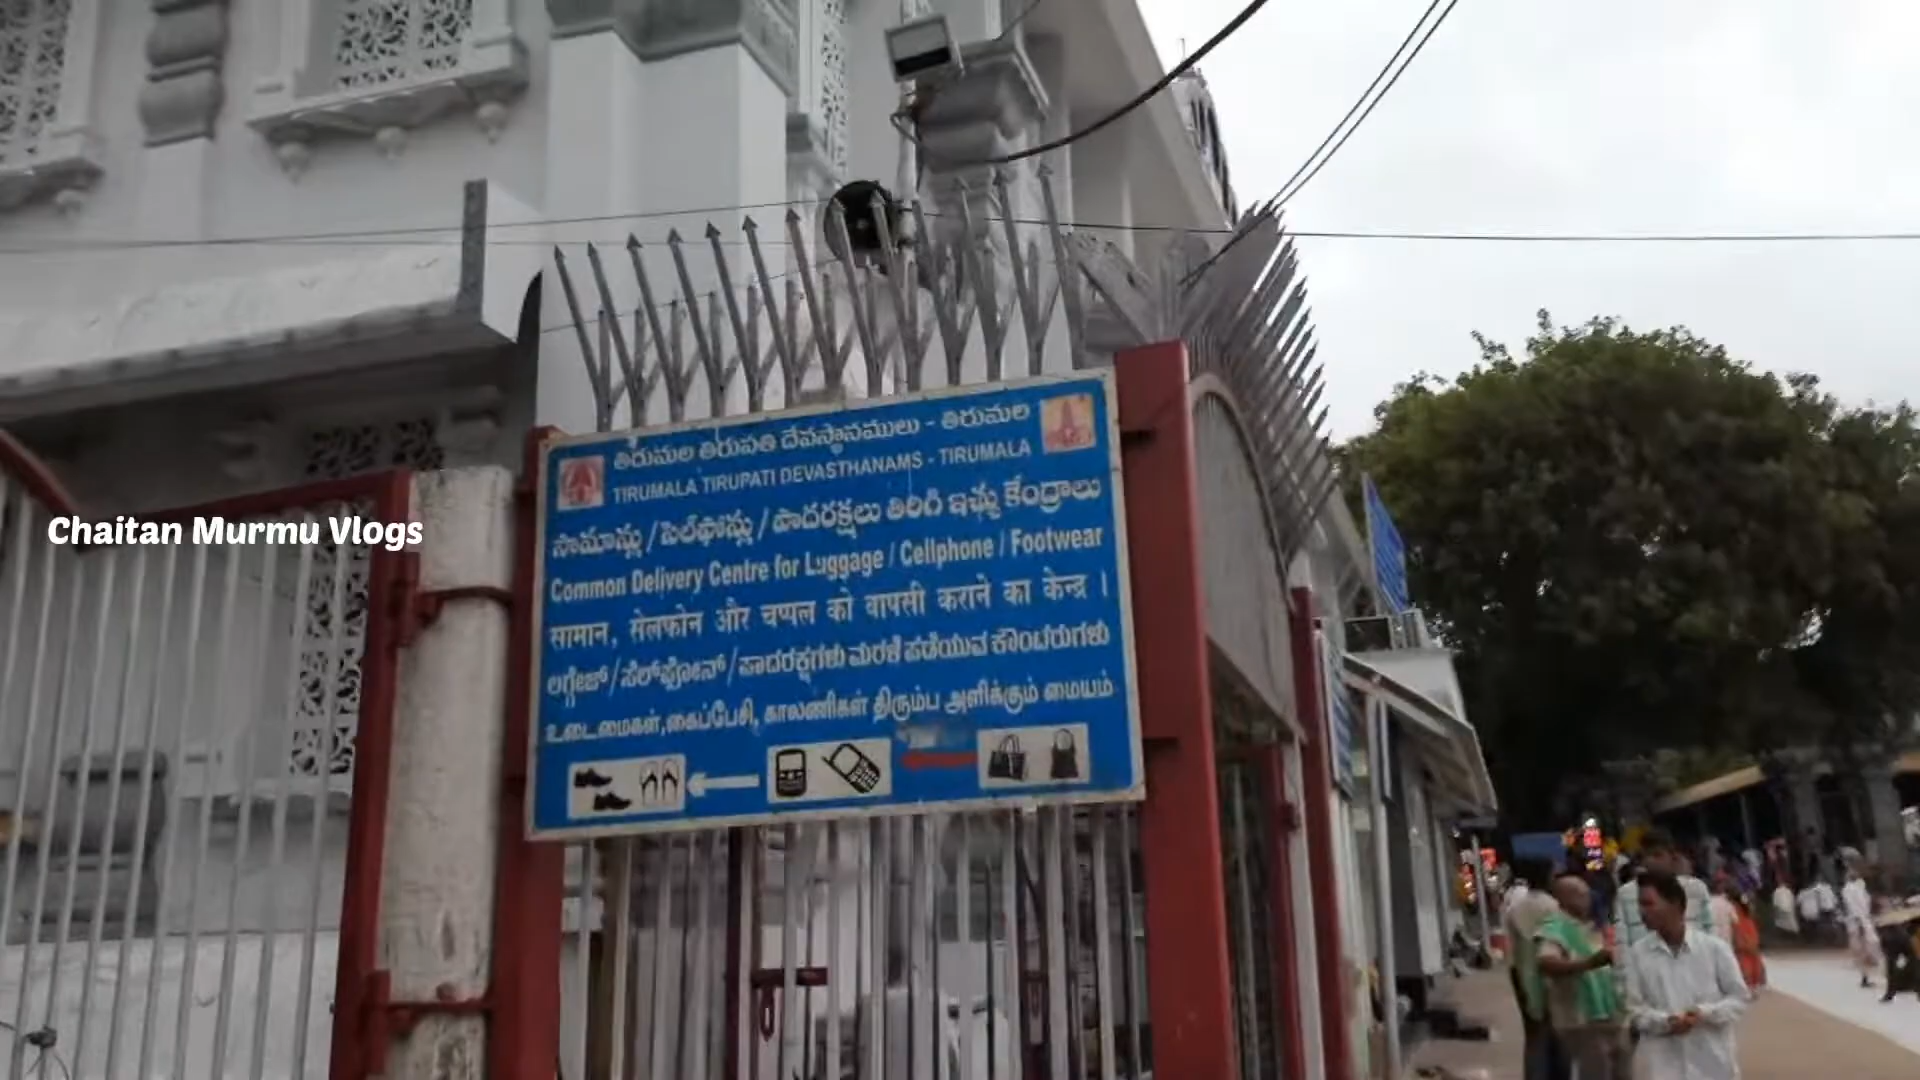 తిరుమల తిరుపతి దేవస్థానములు - తిరుమల
TIRUMALA TIRUPATI DEVASTHANAMS - TIRUMALA
సామాన్లు / సెల్‌ఫోన్లు / పాదరక్షలు తిరిగి ఇచ్చు కేంద్రాలు
Common Delivery Centre for Luggage / Cellphone / Footwear
सामान, सेलफोन और चप्पल को वापसी कराने का केन्द्र ।
ಲಗ್ಗೇಜ್ / ಸೆಲ್‌ಫೋನ್ / ಪಾದರಕ್ಷಗಳು ಮರಳಿ ಪಡೆಯುವ ಕೌಂಟರುಗಳು
உடைமைகள், கைப்பேசி, காலணிகள் திரும்ப அளிக்கும் மையம்
Chaitan Murmu Vlogs